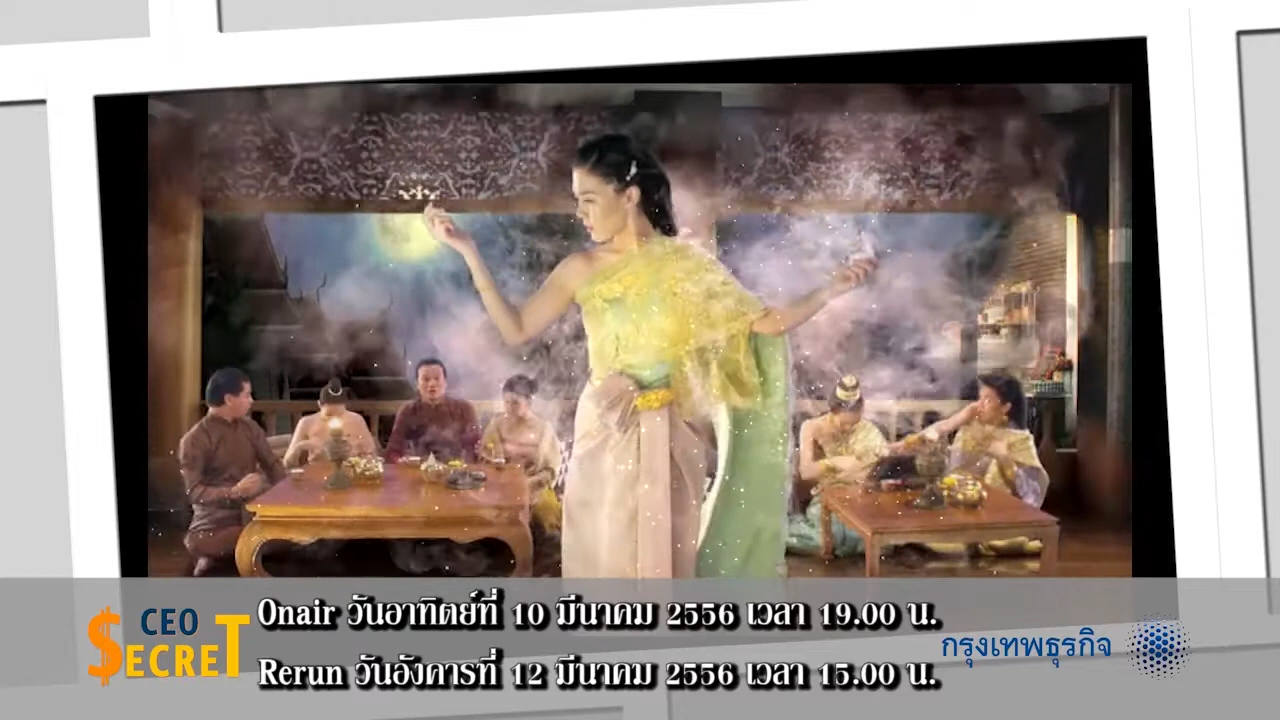 CEO
$ECRET
Onair วันอาทิตย์ที่ 10 มีนาคม 2556 เวลา 19.00 น.
Rerun วันอังคารที่ 12 มีนาคม 2556 เวลา 15.00 น.
กรุงเทพธุรกิจ